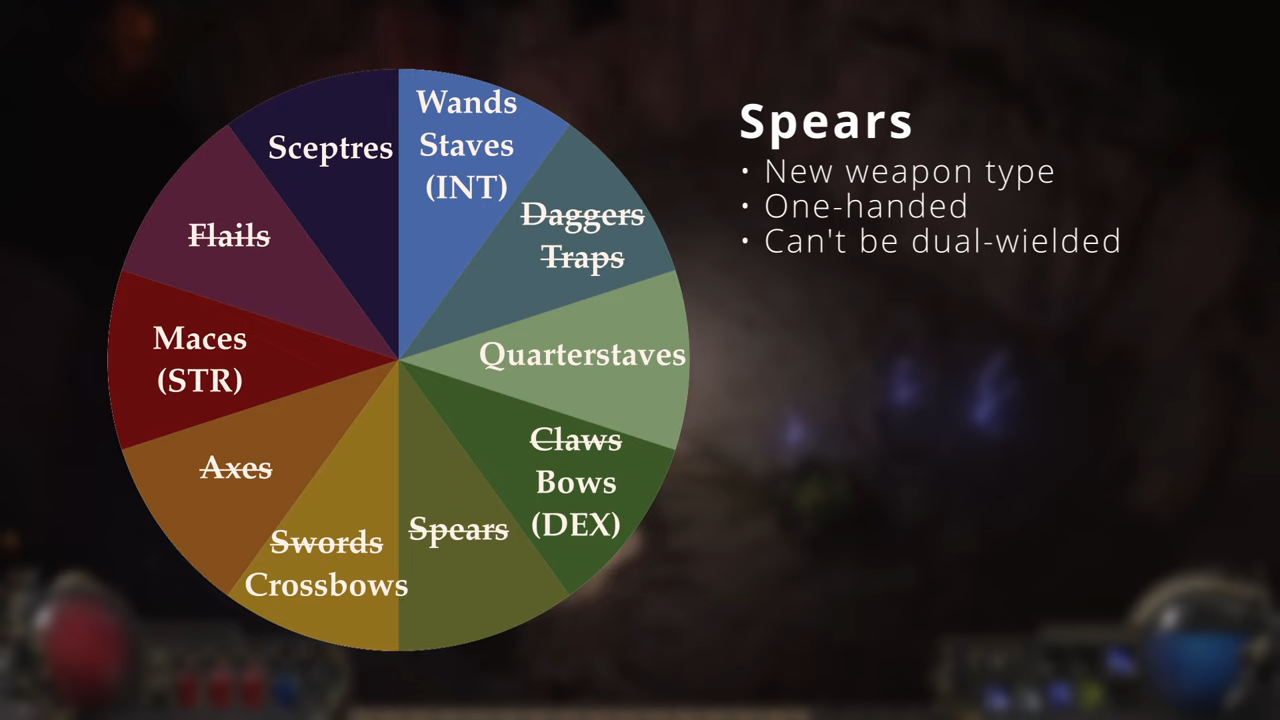 Wands
Staves
(INT)
Sceptres
Daggers
Traps
Flails
Quarterstaves
Maces
(STR)
Claws
Bows
(DEX)
Axes
Spears
Swords
Crossbows
Spears
• New weapon type
• One-handed
• Can't be dual-wielded